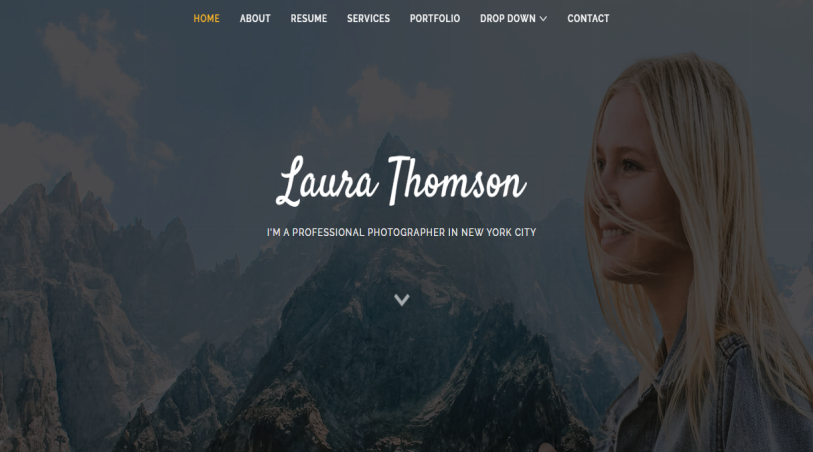 HOME ABOUT RESUME SERVICES PORTFOLIO DROP DOWN CONTACT
Laura Thomson
I'M A PROFESSIONAL PHOTOGRAPHER IN NEW YORK CITY